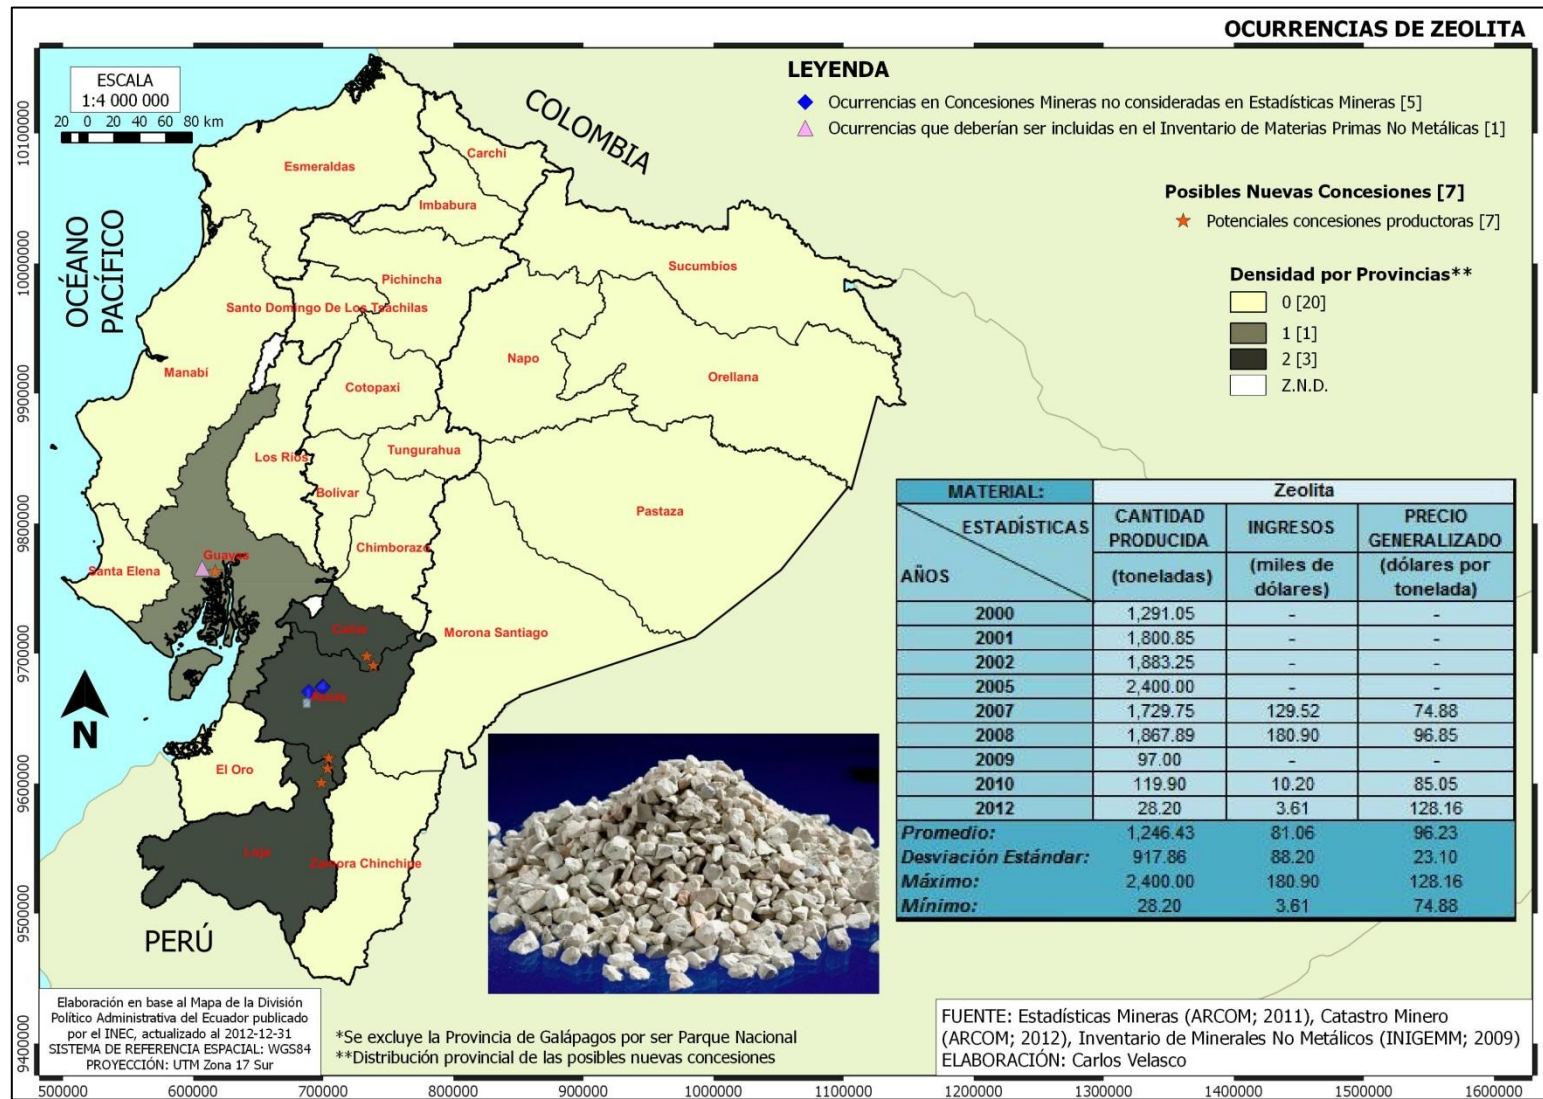 OCURRENCIAS DE ZEOLITA
ESCALA
1:4 000 000
20 0 20 40 60 80 km
LEYENDA
Ocurrencias en Concesiones Mineras no consideradas en Estadísticas Mineras [5]
Ocurrencias que deberían ser incluidas en el Inventario de Materias Primas No Metálicas [1]
Posibles Nuevas Concesiones [7]
Potenciales concesiones productoras [7]
Densidad por Provincias**
0 [20]
1 [1]
2 [3]
Z.N.D.
COLOMBIA
OCÉANO
PACÍFICO
PERÚ
N
Esmeraldas
Carchi
Imbabura
Pichincha
Sucumbios
Santo Domingo De Los Tsáchilas
Manabí
Napo
Orellana
Cotopaxi
Los Ríos
Tungurahua
Bolívar
Pastaza
Chimborazo
Guayas
Santa Elena
Cañar
Morona Santiago
Azuay
El Oro
Loja
Zamora Chinchipe
MATERIAL: Zeolita
ESTADÍSTICAS CANTIDAD PRODUCIDA INGRESOS PRECIO GENERALIZADO
AÑOS (toneladas) (miles de dólares) (dólares por tonelada)
2000 1,291.05 - -
2001 1,800.85 - -
2002 1,883.25 - -
2005 2,400.00 - -
2007 1,729.75 129.52 74.88
2008 1,867.89 180.90 96.85
2009 97.00 - -
2010 119.90 10.20 85.05
2012 28.20 3.61 128.16
Promedio: 1,246.43 81.06 96.23
Desviación Estándar: 917.86 88.20 23.10
Máximo: 2,400.00 180.90 128.16
Mínimo: 28.20 3.61 74.88
Elaboración en base al Mapa de la División
Político Administrativa del Ecuador publicado
por el INEC, actualizado al 2012-12-31
SISTEMA DE REFERENCIA ESPACIAL: WGS84
PROYECCIÓN: UTM Zona 17 Sur
*Se excluye la Provincia de Galápagos por ser Parque Nacional
**Distribución provincial de las posibles nuevas concesiones
FUENTE: Estadísticas Mineras (ARCOM; 2011), Catastro Minero
(ARCOM; 2012), Inventario de Minerales No Metálicos (INIGEMM; 2009)
ELABORACIÓN: Carlos Velasco
10100000
10000000
9900000
9800000
9700000
9600000
9500000
9400000
500000 600000 700000 800000 900000 1000000 1100000 1200000 1300000 1400000 1500000 1600000